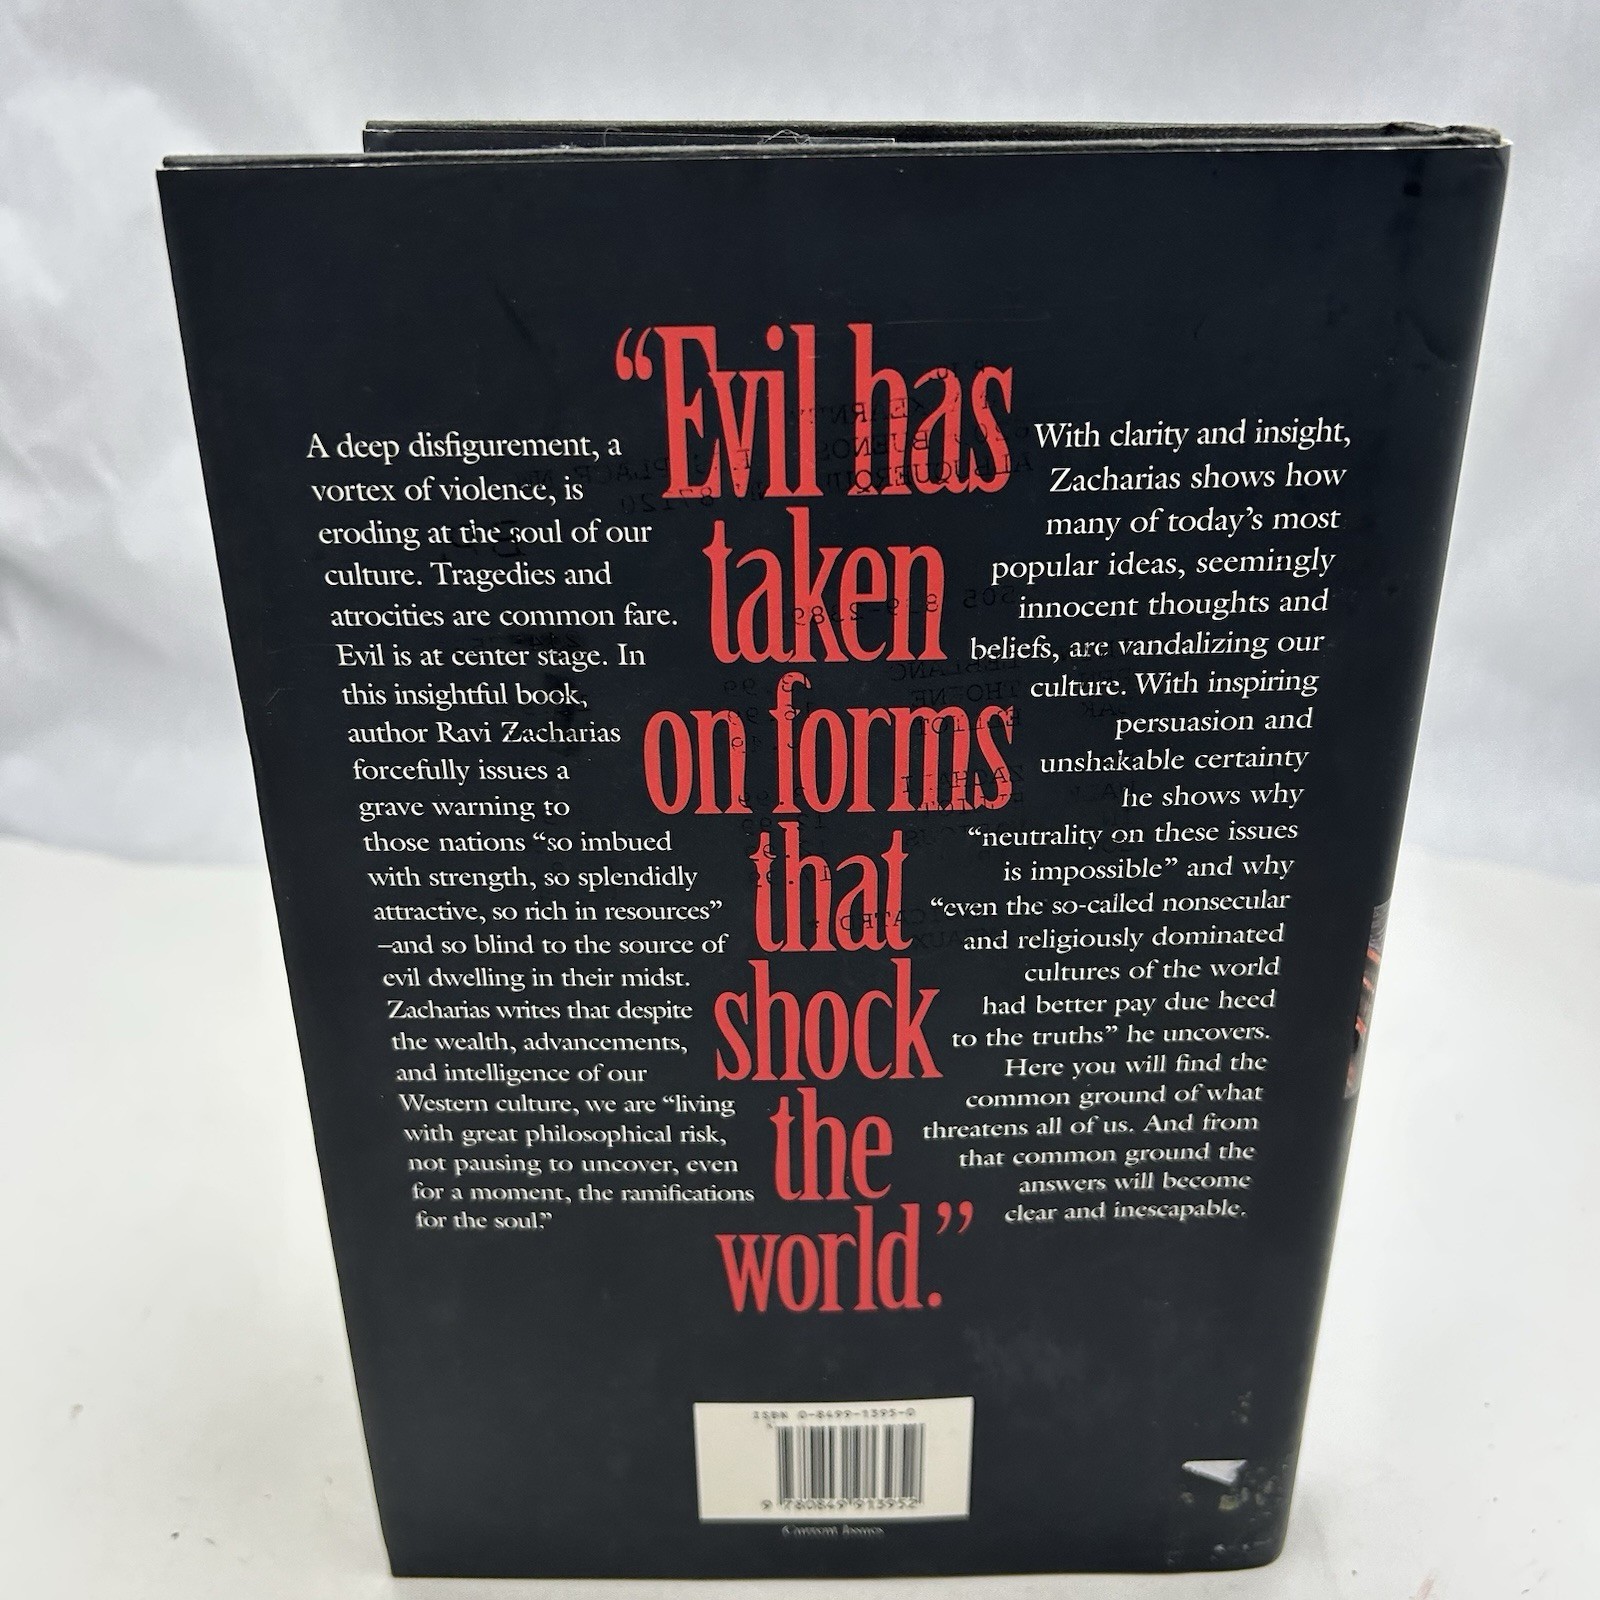 A deep disfigurement, a
vortex of violence, is
eroding at the soul of our
culture. Tragedies and
atrocities are common fare.
Evil is at center stage. In
this insightful book,
author Ravi Zacharias
forcefully issues a
grave warning to
those nations “so imbued
with strength, so splendidly
attractive, so rich in resources”
–and so blind to the source of
evil dwelling in their midst.
Zacharias writes that despite
the wealth, advancements,
and intelligence of our
Western culture, we are “living
with great philosophical risk,
not pausing to uncover, even
for a moment, the ramifications
for the soul.”
“Evil has
taken
on forms
that
shock
the
world.”
With clarity and insight,
Zacharias shows how
many of today’s most
popular ideas, seemingly
innocent thoughts and
beliefs, are vandalizing our
culture. With inspiring
persuasion and
unshakable certainty
he shows why
“neutrality on these issues
is impossible” and why
“even the so-called nonsecular
and religiously dominated
cultures of the world
had better pay due heed
to the truths” he uncovers.
Here you will find the
common ground of what
threatens all of us. And from
that common ground the
answers will become
clear and inescapable.
ISBN 0-8499-1395-0
9 780849 913952
Current Issues